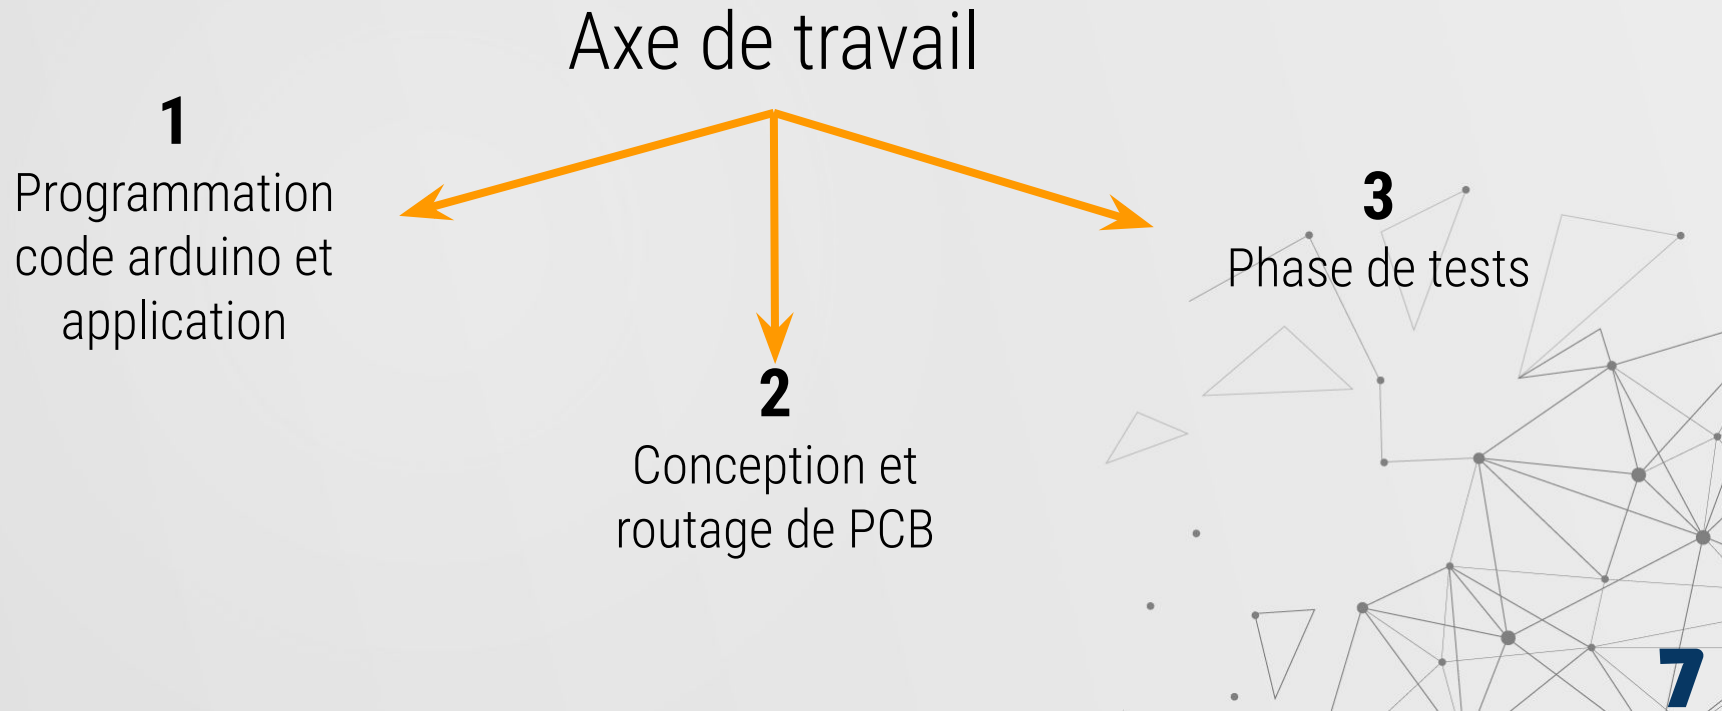 Axe de travail
1
Programmation
code arduino et
application
2
Conception et
routage de PCB
3
Phase de tests
7